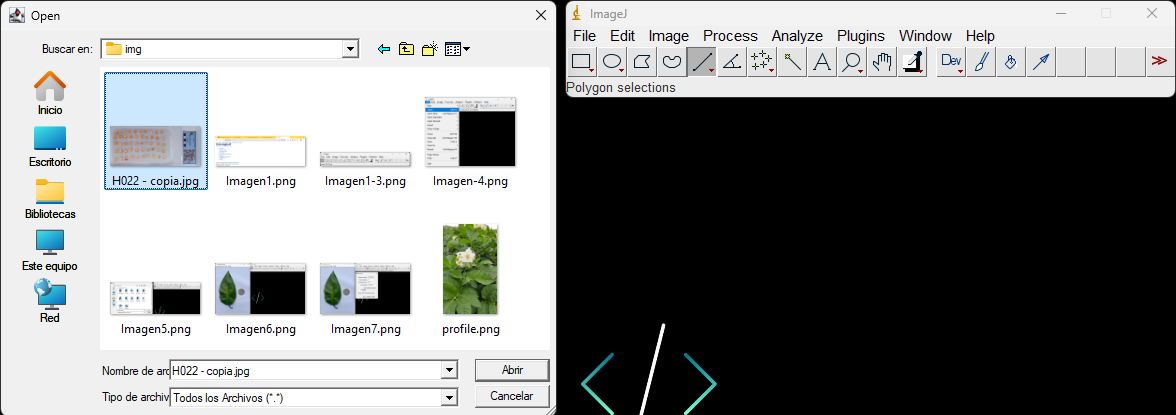 Open
Buscar en:
img
Inicio
Escritorio
Bibliotecas
Este equipo
Red
H022 - copia.jpg
Imagen1.png
Imagen1-3.png
Imagen-4.png
Imagen5.png
Imagen6.png
Imagen7.png
profile.png
Nombre de arc
H022 - copia.jpg
Abrir
Tipo de archiv
Todos los Archivos (*.*)
Cancelar
ImageJ
File Edit Image Process Analyze Plugins Window Help
A Dev >>
Polygon selections